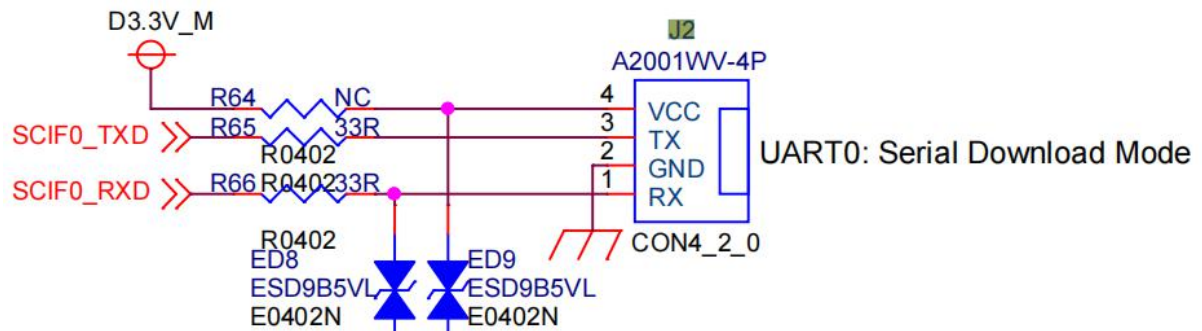 D3.3V_M
J2
A2001WV-4P
R64 NC
4 VCC
SCIF0_TXD R65 33R
3 TX
R0402
2 GND
UART0: Serial Download Mode
SCIF0_RXD R66 R0402 33R
1 RX
R0402
CON4_2_0
ED8 ED9
ESD9B5VL ESD9B5VL
E0402N E0402N